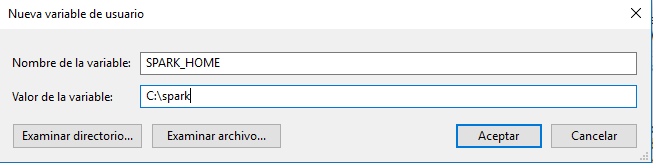 Nueva variable de usuario
Nombre de la variable: SPARK_HOME
Valor de la variable: C:\spark
Examinar directorio... Examinar archivo... Aceptar Cancelar